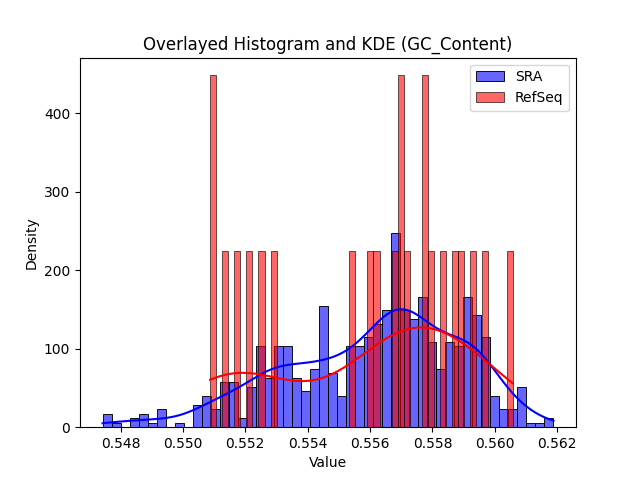 Overlayed Histogram and KDE (GC_Content)
SRA
RefSeq
400
300
200
100
0
Density
0.548 0.550 0.552 0.554 0.556 0.558 0.560 0.562
Value